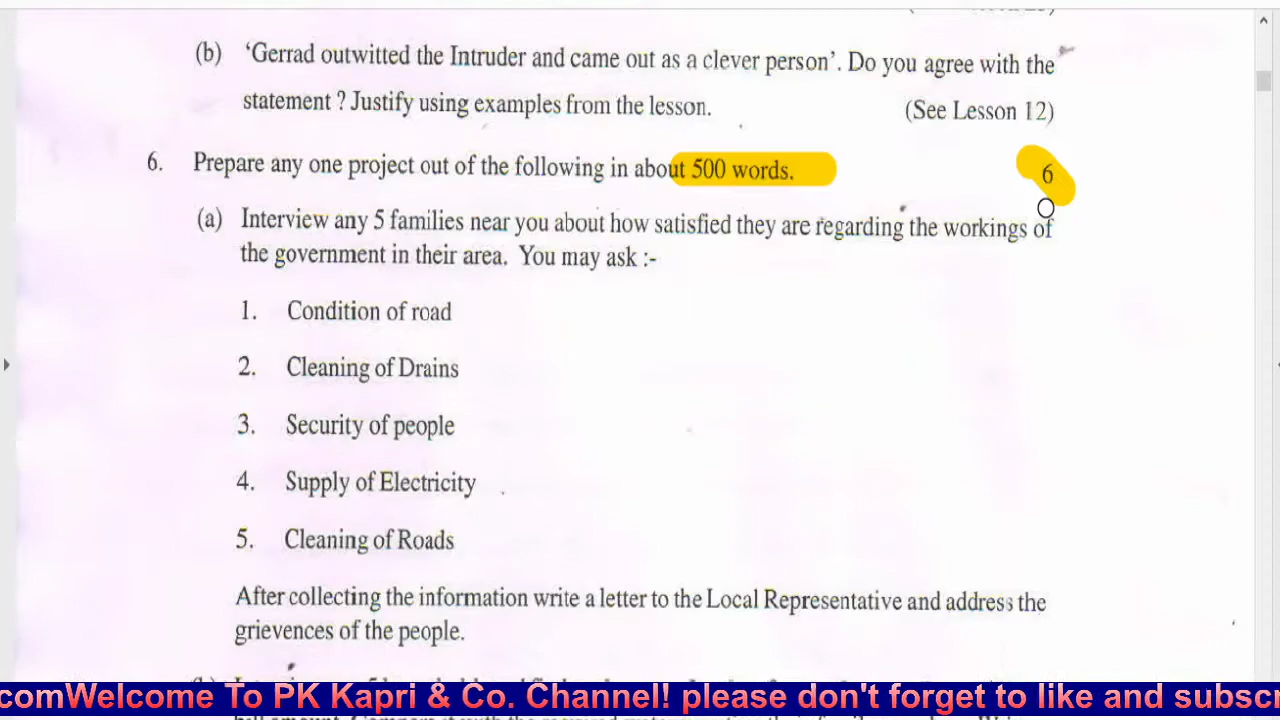 (b) ‘Gerrad outwitted the Intruder and came out as a clever person’. Do you agree with the
statement ? Justify using examples from the lesson. (See Lesson 12)
6. Prepare any one project out of the following in about 500 words. 6
(a) Interview any 5 families near you about how satisfied they are regarding the workings of
the government in their area. You may ask :-
1. Condition of road
2. Cleaning of Drains
3. Security of people
4. Supply of Electricity
5. Cleaning of Roads
After collecting the information write a letter to the Local Representative and address the
grievences of the people.
comWelcome To PK Kapri & Co. Channel! please don't forget to like and subscr